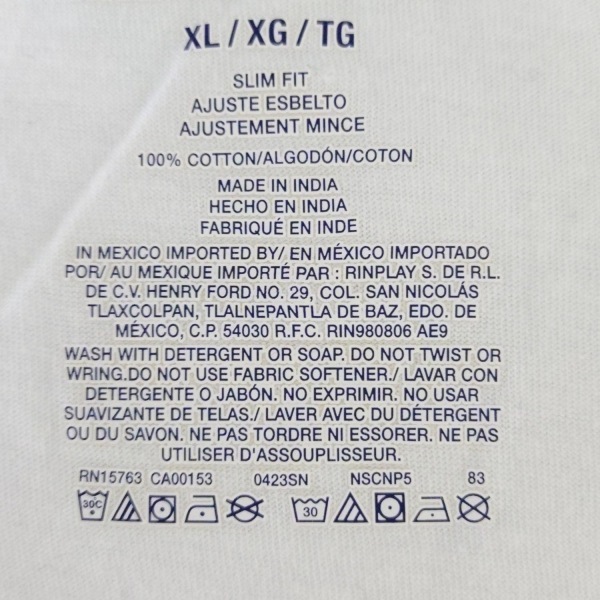 XL / XG / TG
SLIM FIT
AJUSTE ESBELTO
AJUSTEMENT MINCE
100% COTTON/ALGODÓN/COTON
MADE IN INDIA
HECHO EN INDIA
FABRIQUÉ EN INDE
IN MEXICO IMPORTED BY/ EN MÉXICO IMPORTADO
POR/ AU MEXIQUE IMPORTÉ PAR : RINPLAY S. DE R.L.
DE C.V. HENRY FORD NO. 29, COL. SAN NICOLÁS
TLAXCOLPAN, TLALNEPANTLA DE BAZ, EDO. DE
MÉXICO, C.P. 54030 R.F.C. RIN980806 AE9
WASH WITH DETERGENT OR SOAP. DO NOT TWIST OR
WRING.DO NOT USE FABRIC SOFTENER./ LAVAR CON
DETERGENTE O JABÓN. NO EXPRIMIR. NO USAR
SUAVIZANTE DE TELAS./ LAVER AVEC DU DÉTERGENT
OU DU SAVON. NE PAS TORDRE NI ESSORER. NE PAS
UTILISER D'ASSOUPLISSEUR.
RN15763 CA00153 0423SN NSCNP5 83
30C 30